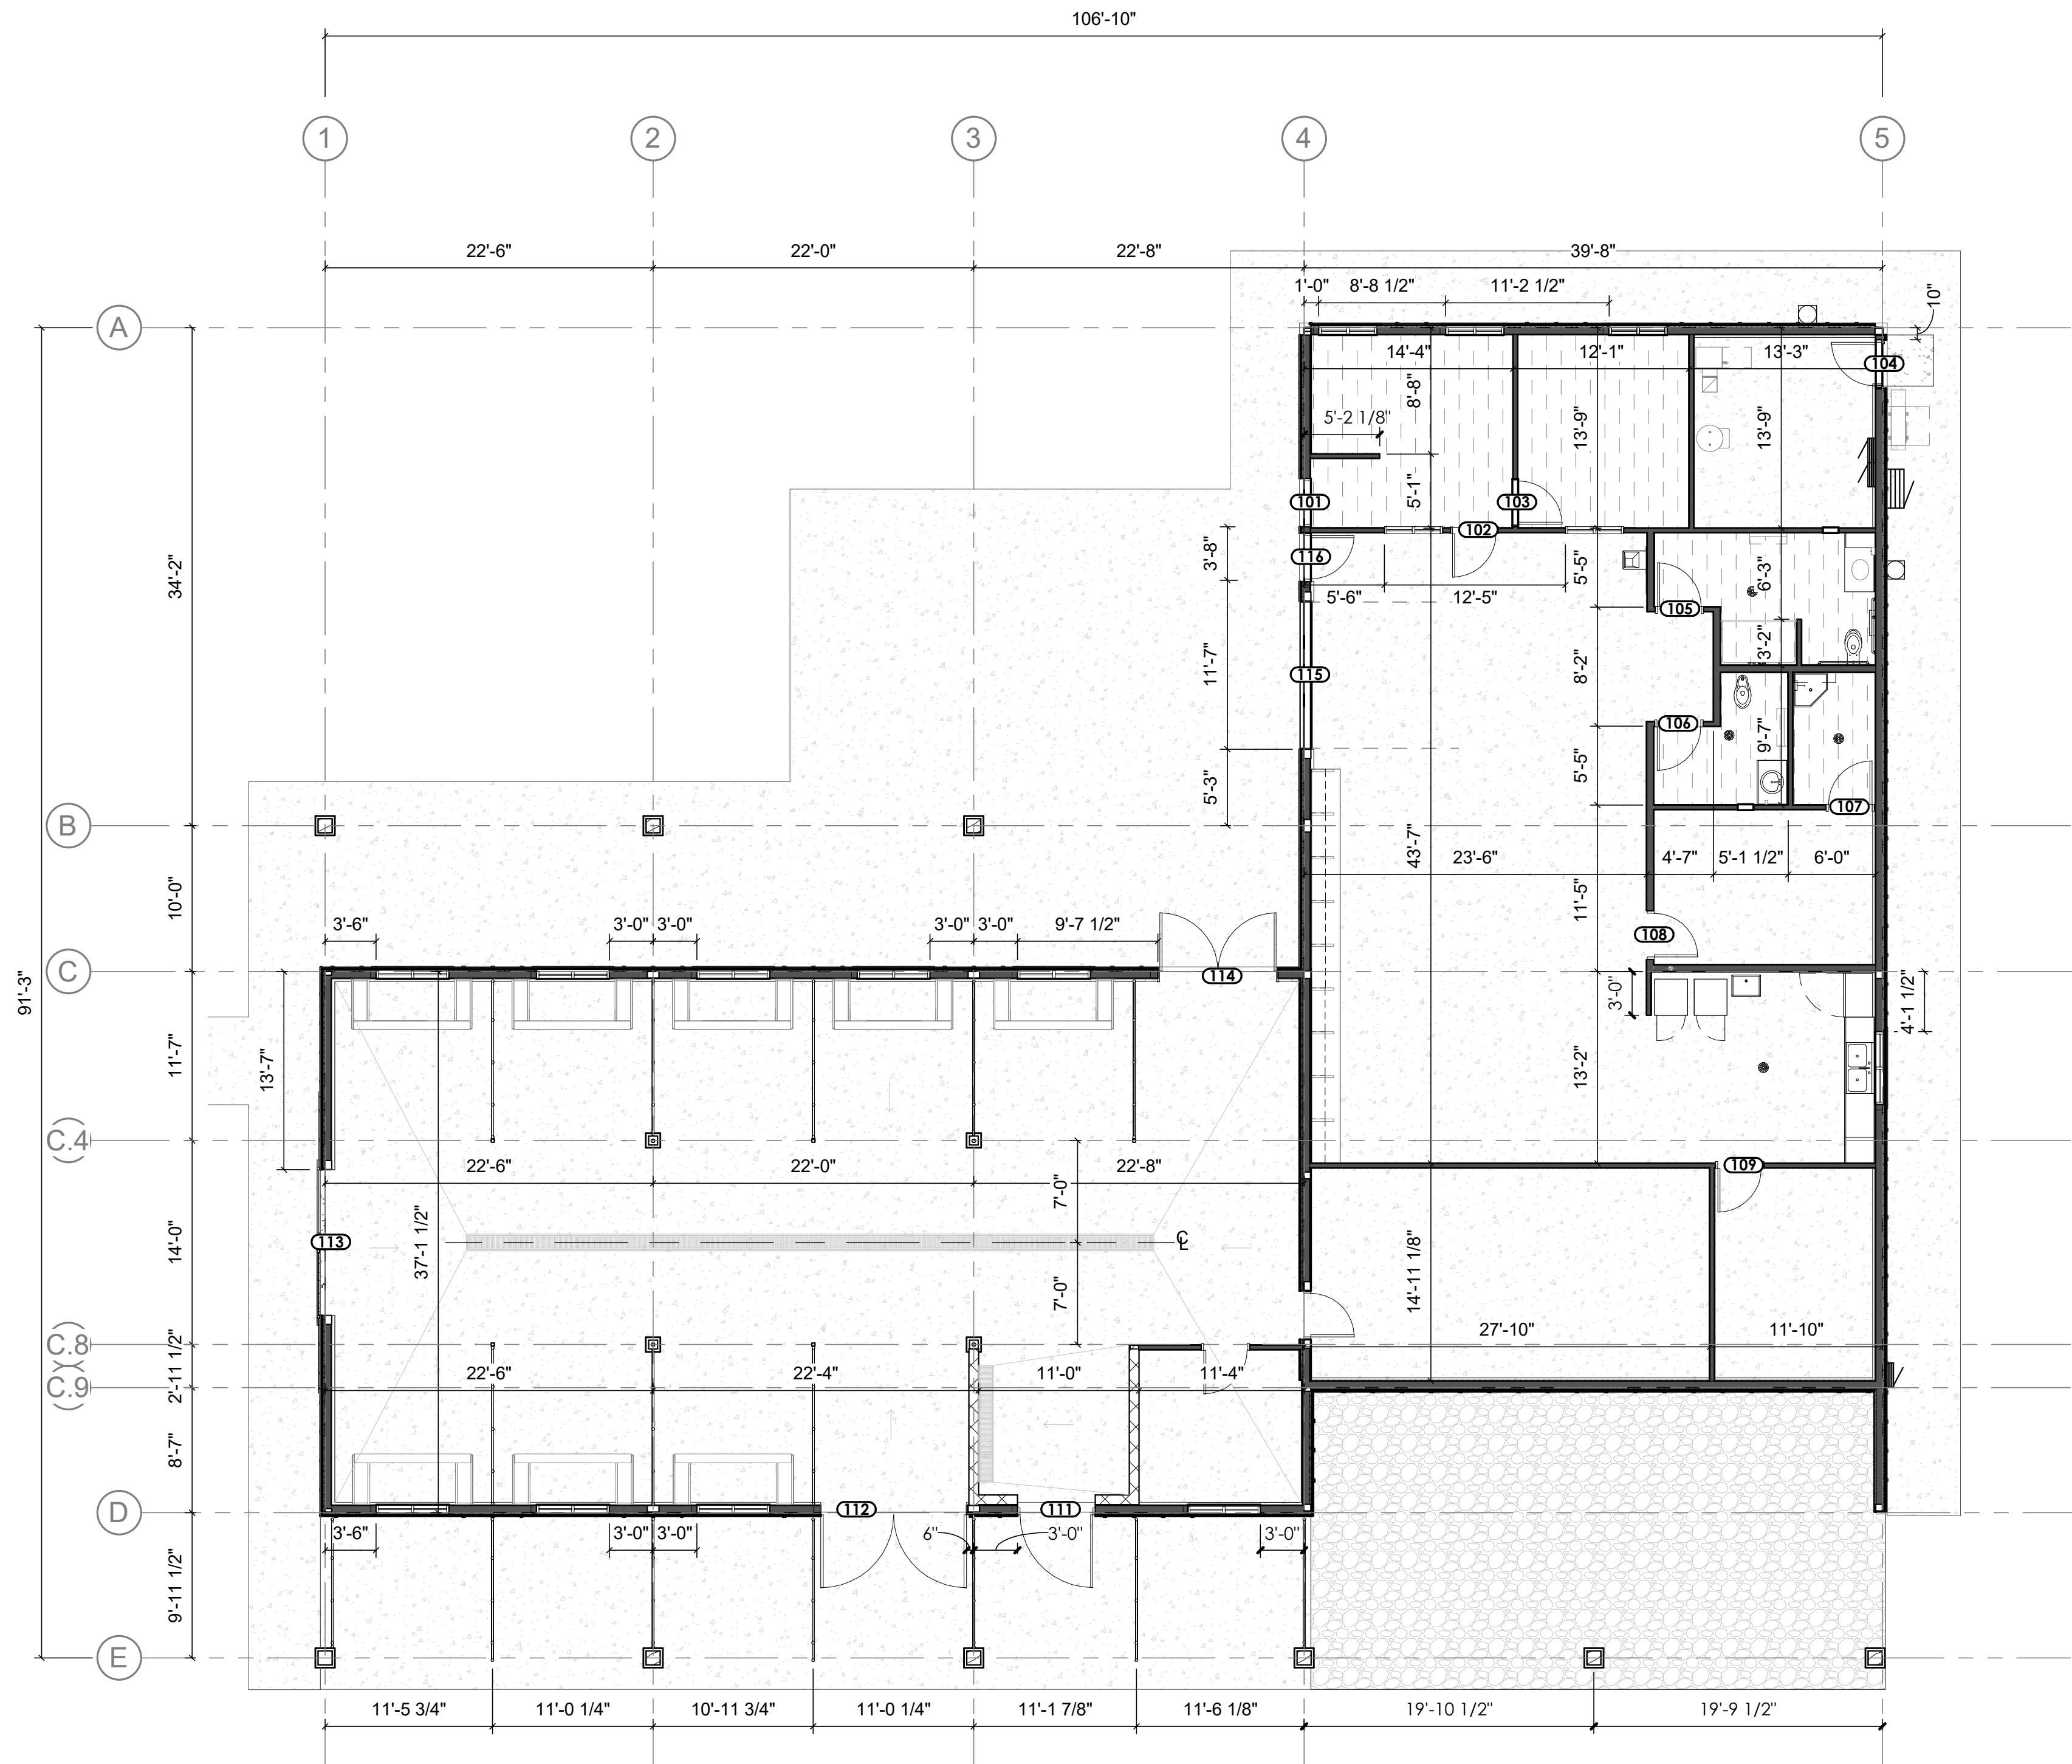 106'-10"
1 2 3 4 5
22'-6" 22'-0" 22'-8" 39'-8"
1'-0" 8'-8 1/2" 11'-2 1/2" 10"
A
14'-4" 12'-1" 13'-3" 104
8'-8"
5'-2 1/8" 13'-9" 13'-9"
101 5'-1" 103
102
3'-8" 116 5'-5" 6'-3"
34'-2" 5'-6" 12'-5" 105
11'-7" 115 8'-2" 3'-2"
106 9'-7"
5'-3" 5'-5"
107
B
43'-7" 23'-6" 4'-7" 5'-1 1/2" 6'-0"
10'-0" 11'-5"
3'-6" 3'-0" 3'-0" 3'-0" 3'-0" 9'-7 1/2" 108
C 114
91'-3" 3'-0" 4'-1 1/2"
11'-7" 13'-7" 13'-2"
C.4
22'-6" 22'-0" 22'-8" 109
7'-0"
14'-0" 113 37'-1 1/2" CL
7'-0" 14'-11 1/8"
27'-10" 11'-10"
C.8
22'-6" 22'-4" 11'-0" 11'-4"
2'-11 1/2"
C.9
8'-7"
D 112 111
3'-6" 3'-0" 3'-0" 6" 3'-0" 3'-0"
9'-11 1/2"
E
11'-5 3/4" 11'-0 1/4" 10'-11 3/4" 11'-0 1/4" 11'-1 7/8" 11'-6 1/8" 19'-10 1/2" 19'-9 1/2"